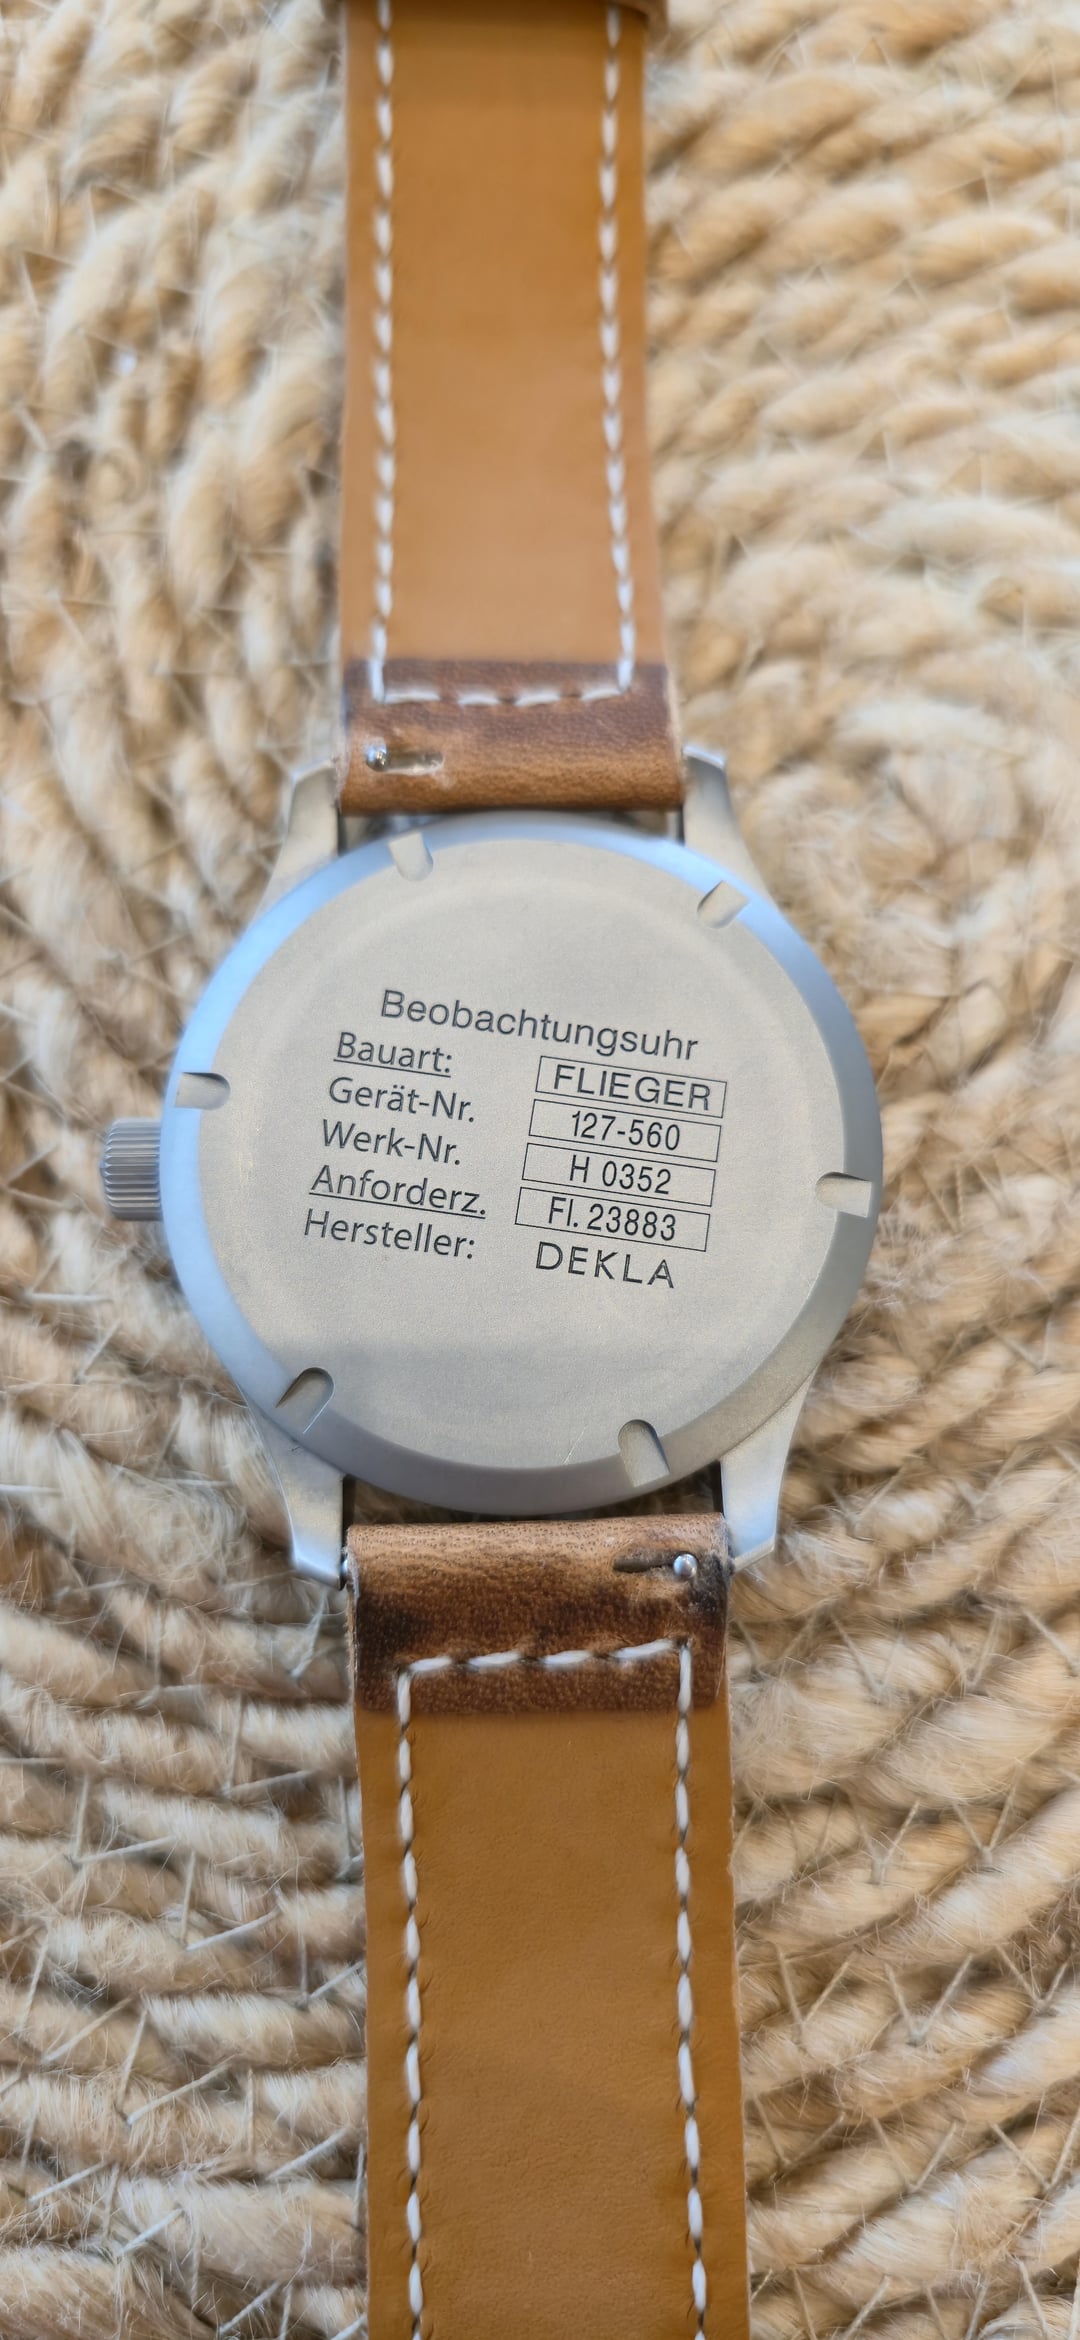 Beobachtungsuhr
Bauart: FLIEGER
Gerät-Nr. 127-560
Werk-Nr. H 0352
Anforderz. Fl. 23883
Hersteller: DEKLA